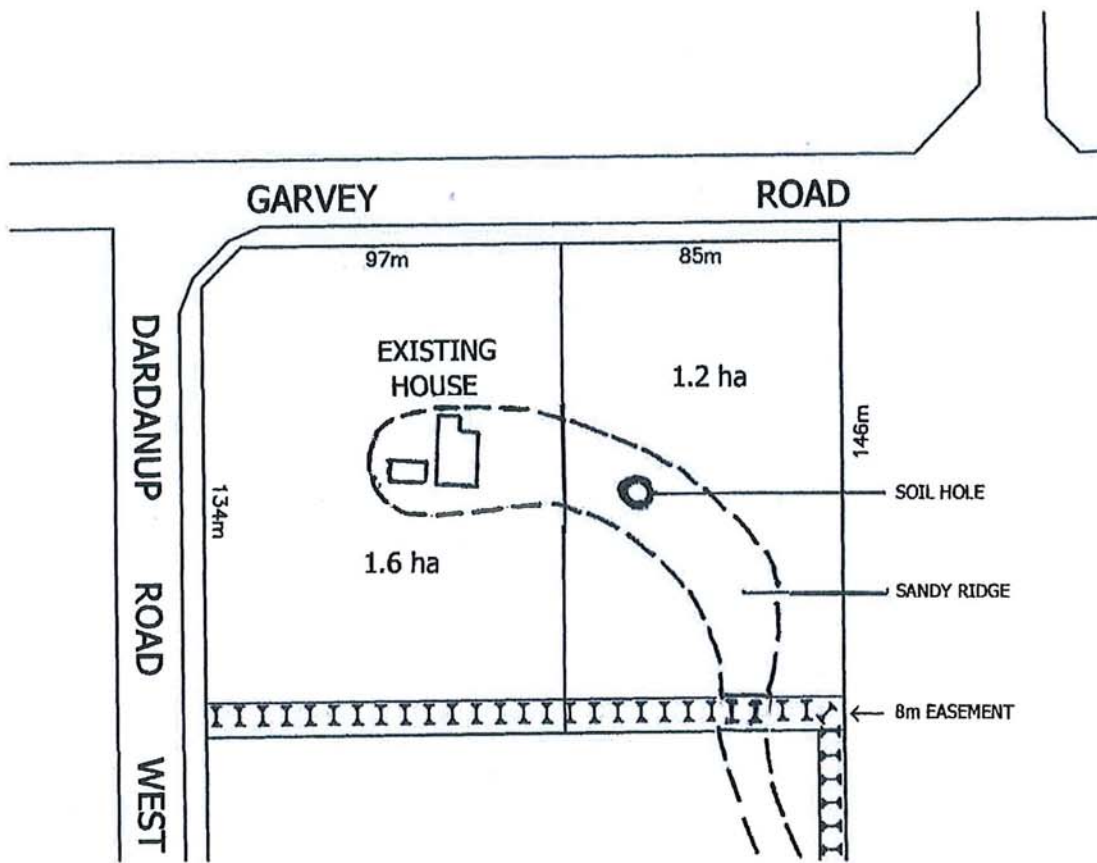 GARVEY ROAD
97m
85m
DARDANUP ROAD WEST
EXISTING
HOUSE
1.2 ha
146m
134m
SOIL HOLE
1.6 ha
SANDY RIDGE
8m EASEMENT